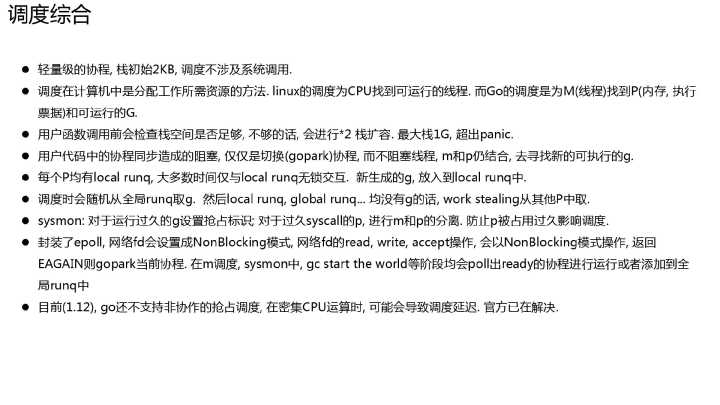 调度综合
● 轻量级的协程, 栈初始2KB, 调度不涉及系统调用.
● 调度在计算机中是分配工作所需资源的方法. linux的调度为CPU找到可运行的线程. 而Go的调度是为M(线程)找到P(内存, 执行
票据)和可运行的G.
● 用户函数调用前会检查栈空间是否足够, 不够的话, 会进行*2 栈扩容. 最大栈1G, 超出panic.
● 用户代码中的协程同步造成的阻塞, 仅仅是切换(gopark)协程, 而不阻塞线程, m和p仍结合, 去寻找新的可执行的g.
● 每个P均有local runq, 大多数时间仅与local runq无锁交互. 新生成的g, 放入到local runq中.
● 调度时会随机从全局runq取g. 然后local runq, global runq... 均没有g的话, work stealing从其他P中取.
● sysmon: 对于运行过久的g设置抢占标识; 对于过久syscall的p, 进行m和p的分离. 防止p被占用过久影响调度.
● 封装了epoll, 网络fd会设置成NonBlocking模式, 网络fd的read, write, accept操作, 会以NonBlocking模式操作, 返回
EAGAIN则gopark当前协程. 在m调度, sysmon中, gc start the world等阶段均会poll出ready的协程进行运行或者添加到全
局runq中
● 目前(1.12), go还不支持非协作的抢占调度, 在密集CPU运算时, 可能会导致调度延迟. 官方已在解决.